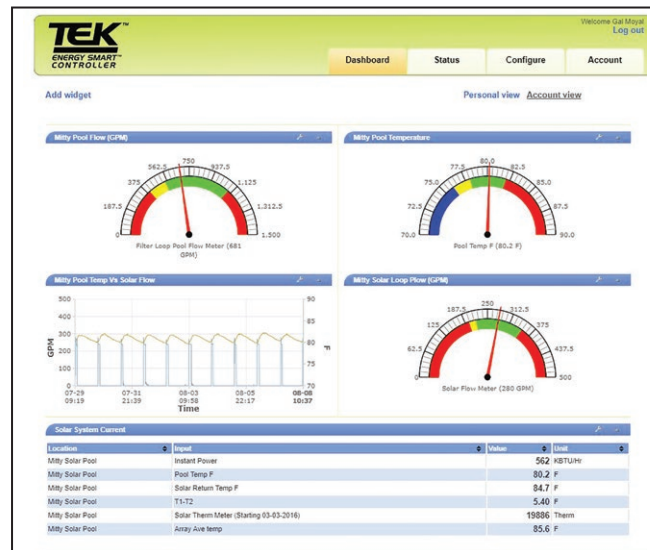 TEK™
ENERGY SMART™
CONTROLLER
Welcome Gal Moyal
Log out
Dashboard Status Configure Account
Add widget
Personal view Account view
Mitty Pool Flow (GPM)
0 187.5 375 562.5 750 937.5 1,125 1,312.5 1,500
Filter Loop Pool Flow Meter (681
GPM)
Mitty Pool Temperature
70.0 72.5 75.0 77.5 80.0 82.5 85.0 87.5 90.0
Pool Temp F (80.2 F)
Mitty Pool Temp Vs Solar Flow
500 90
400 85
300 80
200 75
100 70
0
GPM
F
07-29 07-31 08-03 08-05 08-08
09:19 21:39 09:58 22:17 10:37
Time
Mitty Solar Loop Plow (GPM)
0 62.5 125 187.5 250 312.5 375 437.5 500
Solar Flow Meter (280 GPM)
Solar System Current
Location Input Value Unit
Mitty Solar Pool Instant Power 562 KBTU/Hr
Mitty Solar Pool Pool Temp F 80.2 F
Mitty Solar Pool Solar Return Temp F 84.7 F
Mitty Solar Pool T1-T2 5.40 F
Mitty Solar Pool Solar Therm Meter (Starting 03-03-2016) 19886 Therm
Mitty Solar Pool Array Ave temp 85.6 F